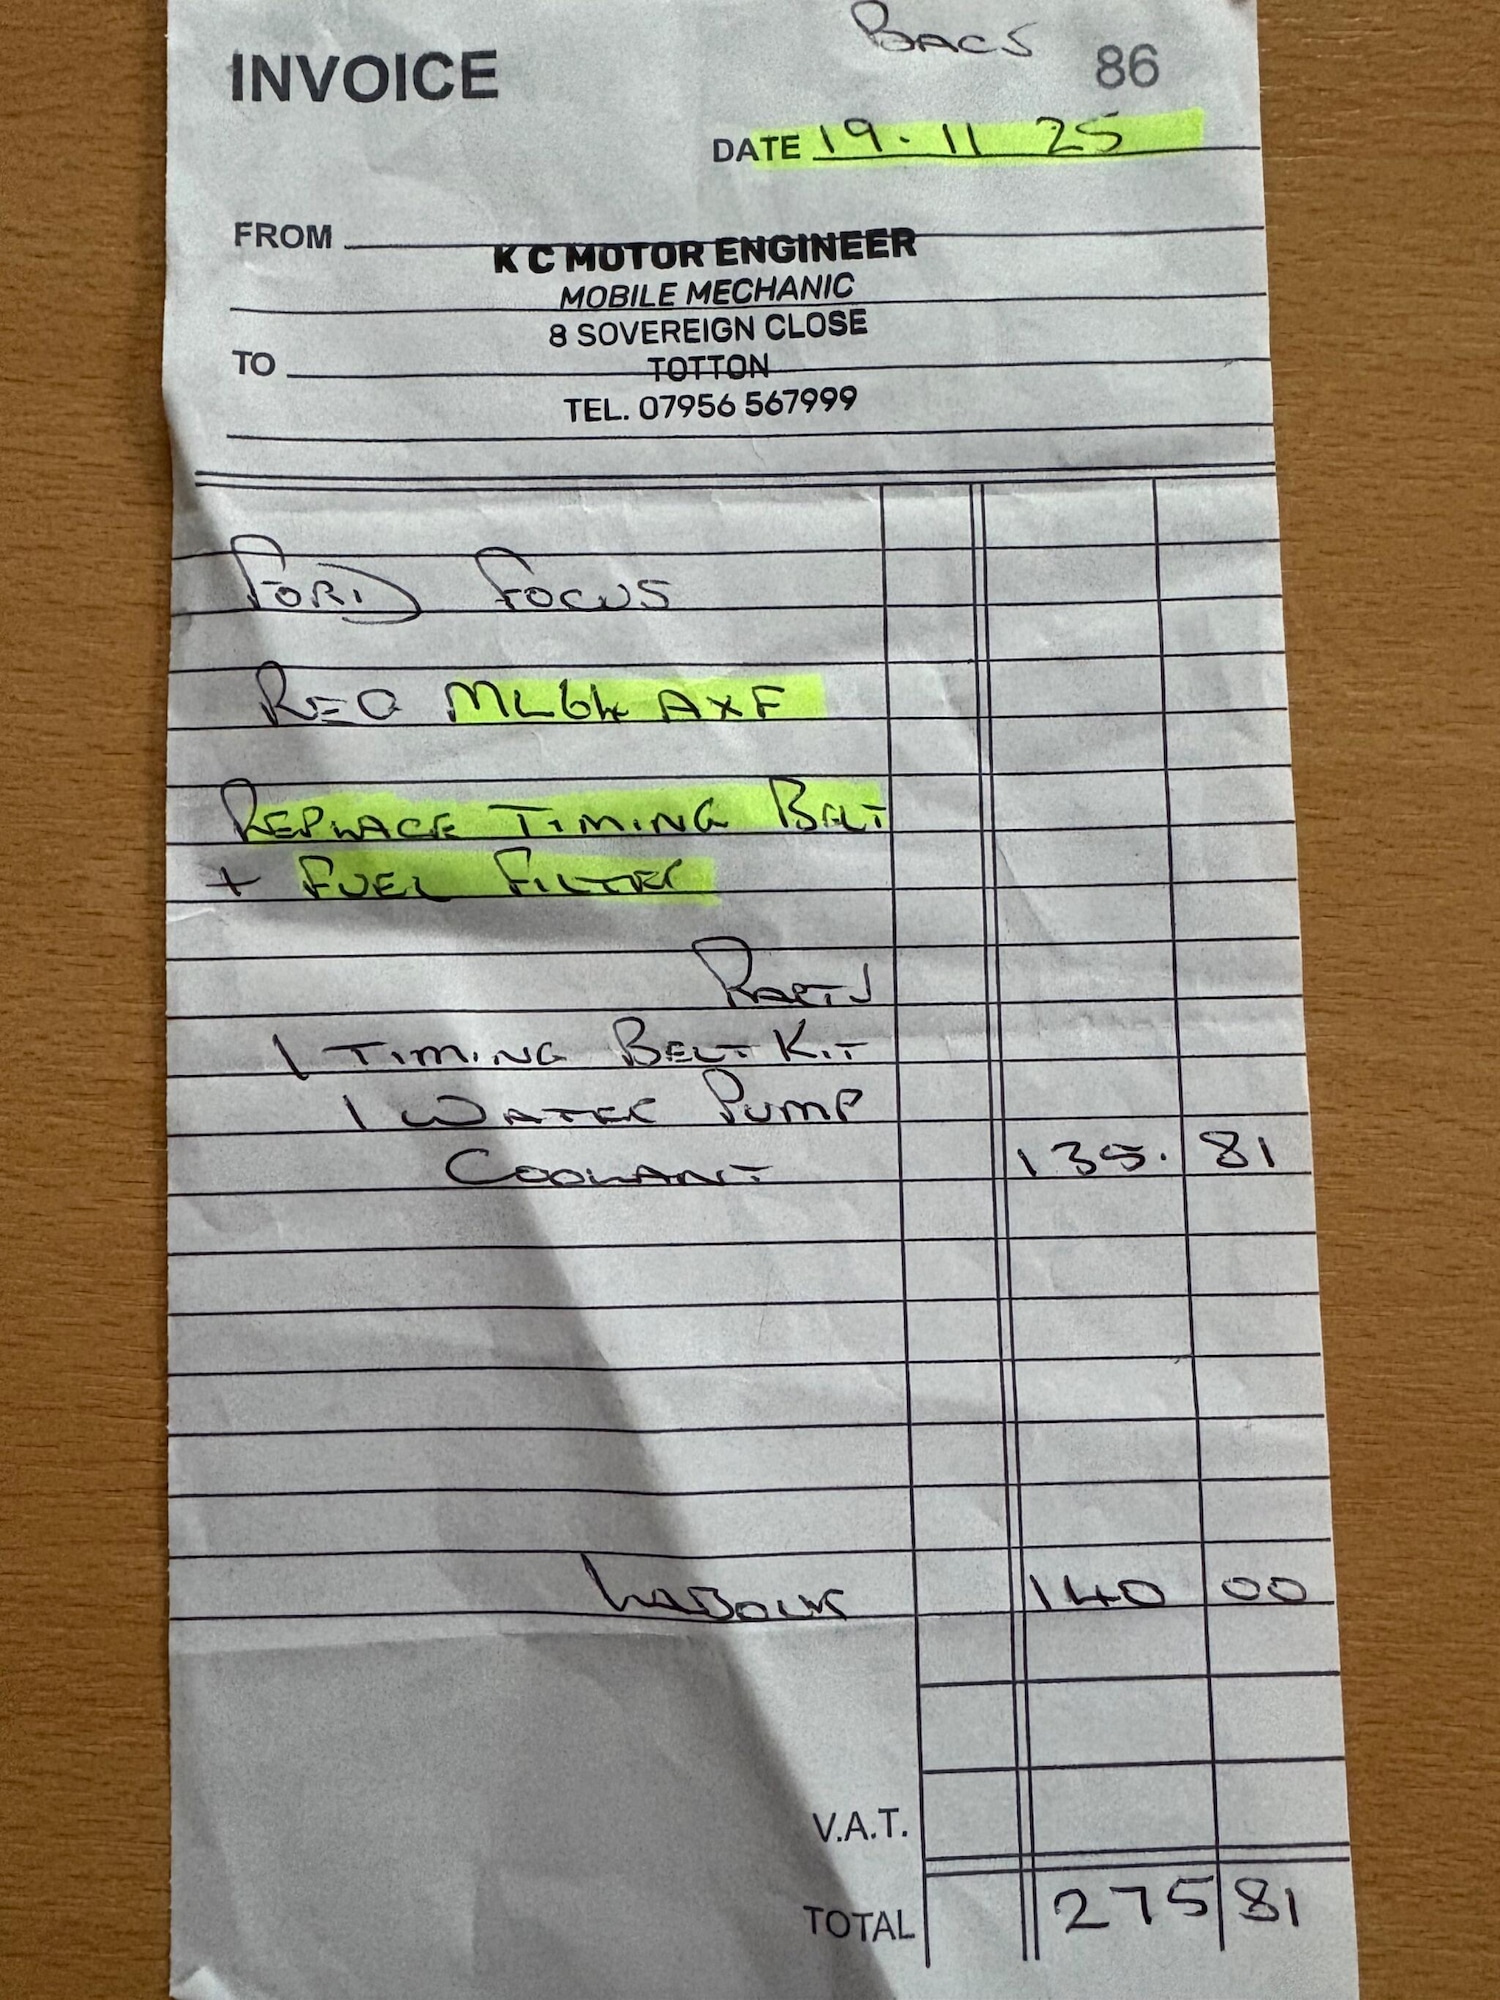 BACS
INVOICE 86
DATE 19.11 25
FROM
K C MOTOR ENGINEER
MOBILE MECHANIC
8 SOVEREIGN CLOSE
TO
TOTTON
TEL. 07956 567999
FORD FOCUS
REG ML64 AXF
REPLACE TIMING BELT
+ FUEL FILTER
PARTS
1 TIMING BELT KIT
1 WATER PUMP
COOLANT 135. 81
LABOUR 140 00
V.A.T.
TOTAL 275 81